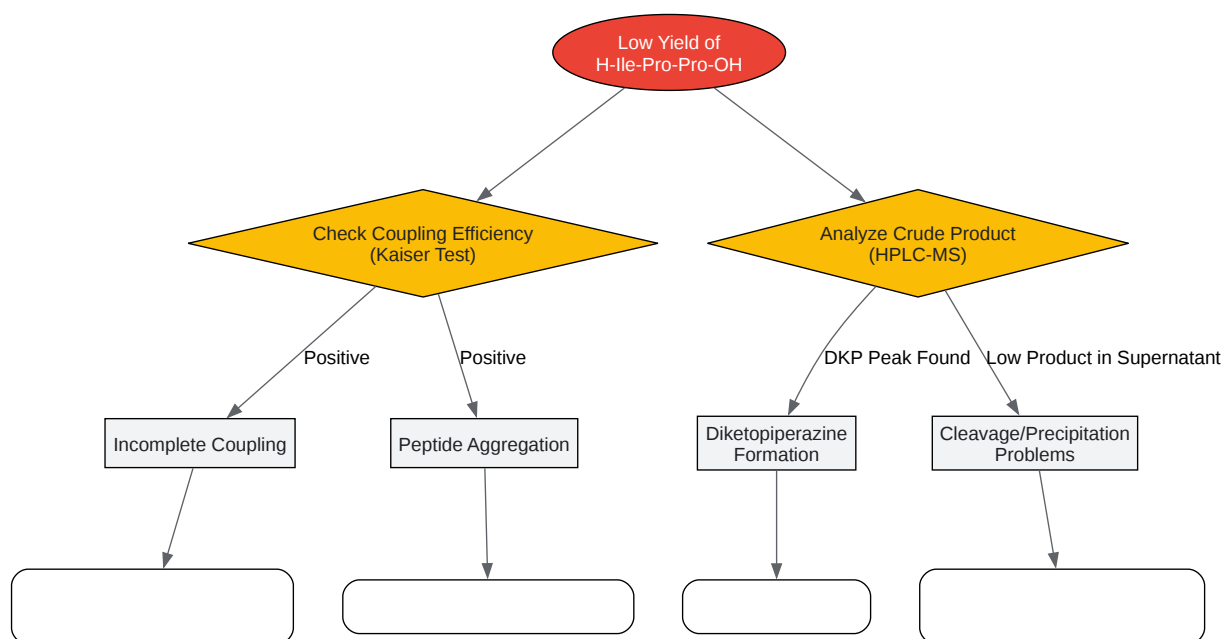 Low Yield of
H-Ile-Pro-Pro-OH
Check Coupling Efficiency
(Kaiser Test)
Analyze Crude Product
(HPLC-MS)
Positive
Positive
DKP Peak Found
Low Product in Supernatant
Incomplete Coupling
Peptide Aggregation
Diketopiperazine
Formation
Cleavage/Precipitation
Problems